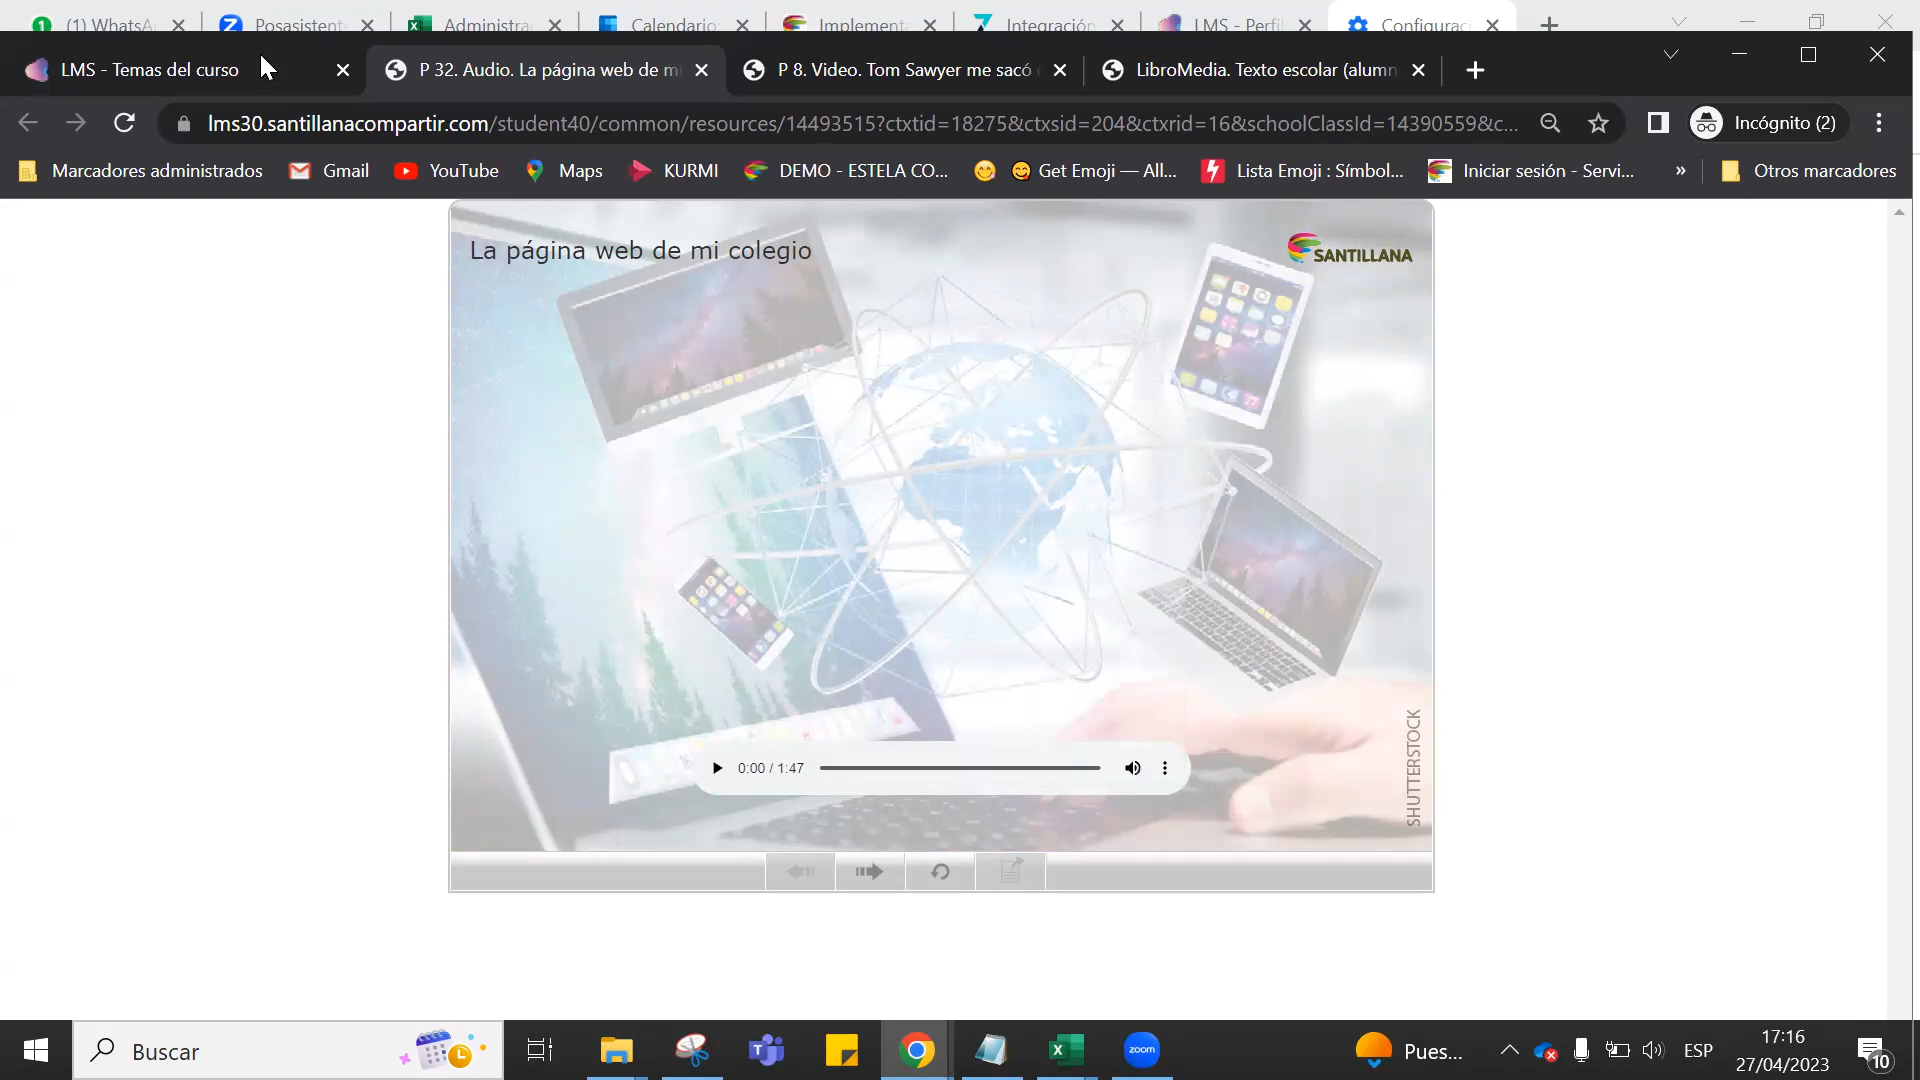 (1) WhatsA
Posasistent
Administra
Calendario
Implement
Integración
LMS - Perfil
Configurac
LMS - Temas del curso
P 32. Audio. La página web de mi
P 8. Video. Tom Sawyer me sacó
LibroMedia. Texto escolar (alumn
lms30.santillanacompartir.com/student40/common/resources/14493515?ctxtid=18275&ctxsid=204&ctxrid=16&schoolClassId=14390559&c...
Incógnito (2)
Marcadores administrados
Gmail
YouTube
Maps
KURMI
DEMO - ESTELA CO...
Get Emoji — All...
Lista Emoji : Símbol...
Iniciar sesión - Servi...
»
Otros marcadores
La página web de mi colegio
SANTILLANA
SHUTTERSTOCK
0:00 / 1:47
Buscar
zoom
Pues...
ESP
17:16
27/04/2023
10